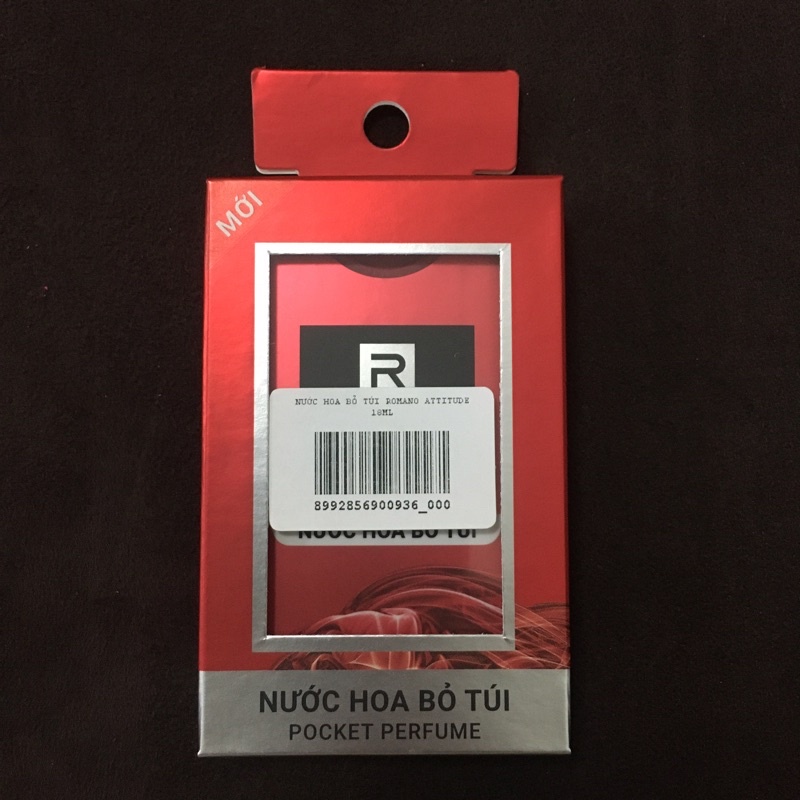 MỚI
R
NƯỚC HOA BỎ TÚI ROMANO ATTITUDE
18ML
8992856900936_000
NƯỚC HOA BỎ TÚI
NƯỚC HOA BỎ TÚI
POCKET PERFUME